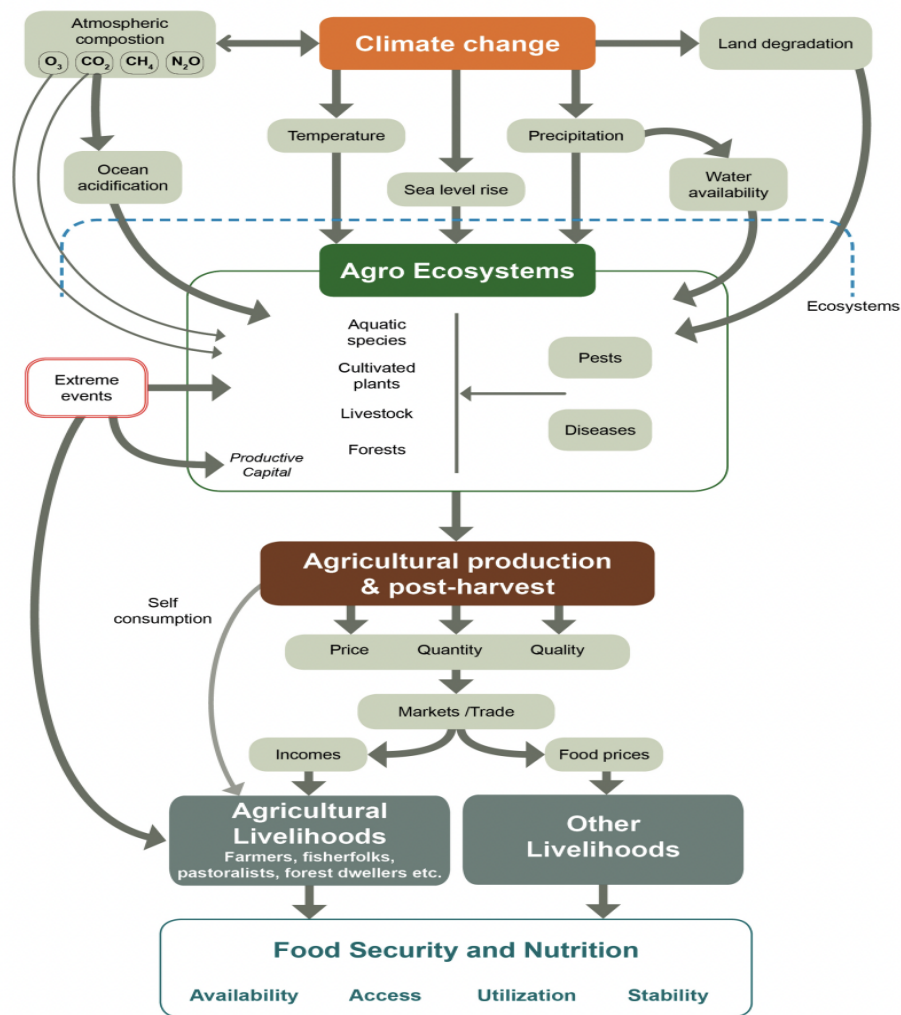 Atmospheric
compostion
O3 CO2 CH4 N2O
Climate change
Land degradation
Temperature
Precipitation
Ocean
acidification
Sea level rise
Water
availability
Agro Ecosystems
Ecosystems
Aquatic
species
Cultivated
plants
Livestock
Forests
Pests
Diseases
Extreme
events
Productive
Capital
Agricultural production
& post-harvest
Self
consumption
Price Quantity Quality
Markets /Trade
Incomes
Food prices
Agricultural
Livelihoods
Farmers, fisherfolks,
pastoralists, forest dwellers etc.
Other
Livelihoods
Food Security and Nutrition
Availability Access Utilization Stability